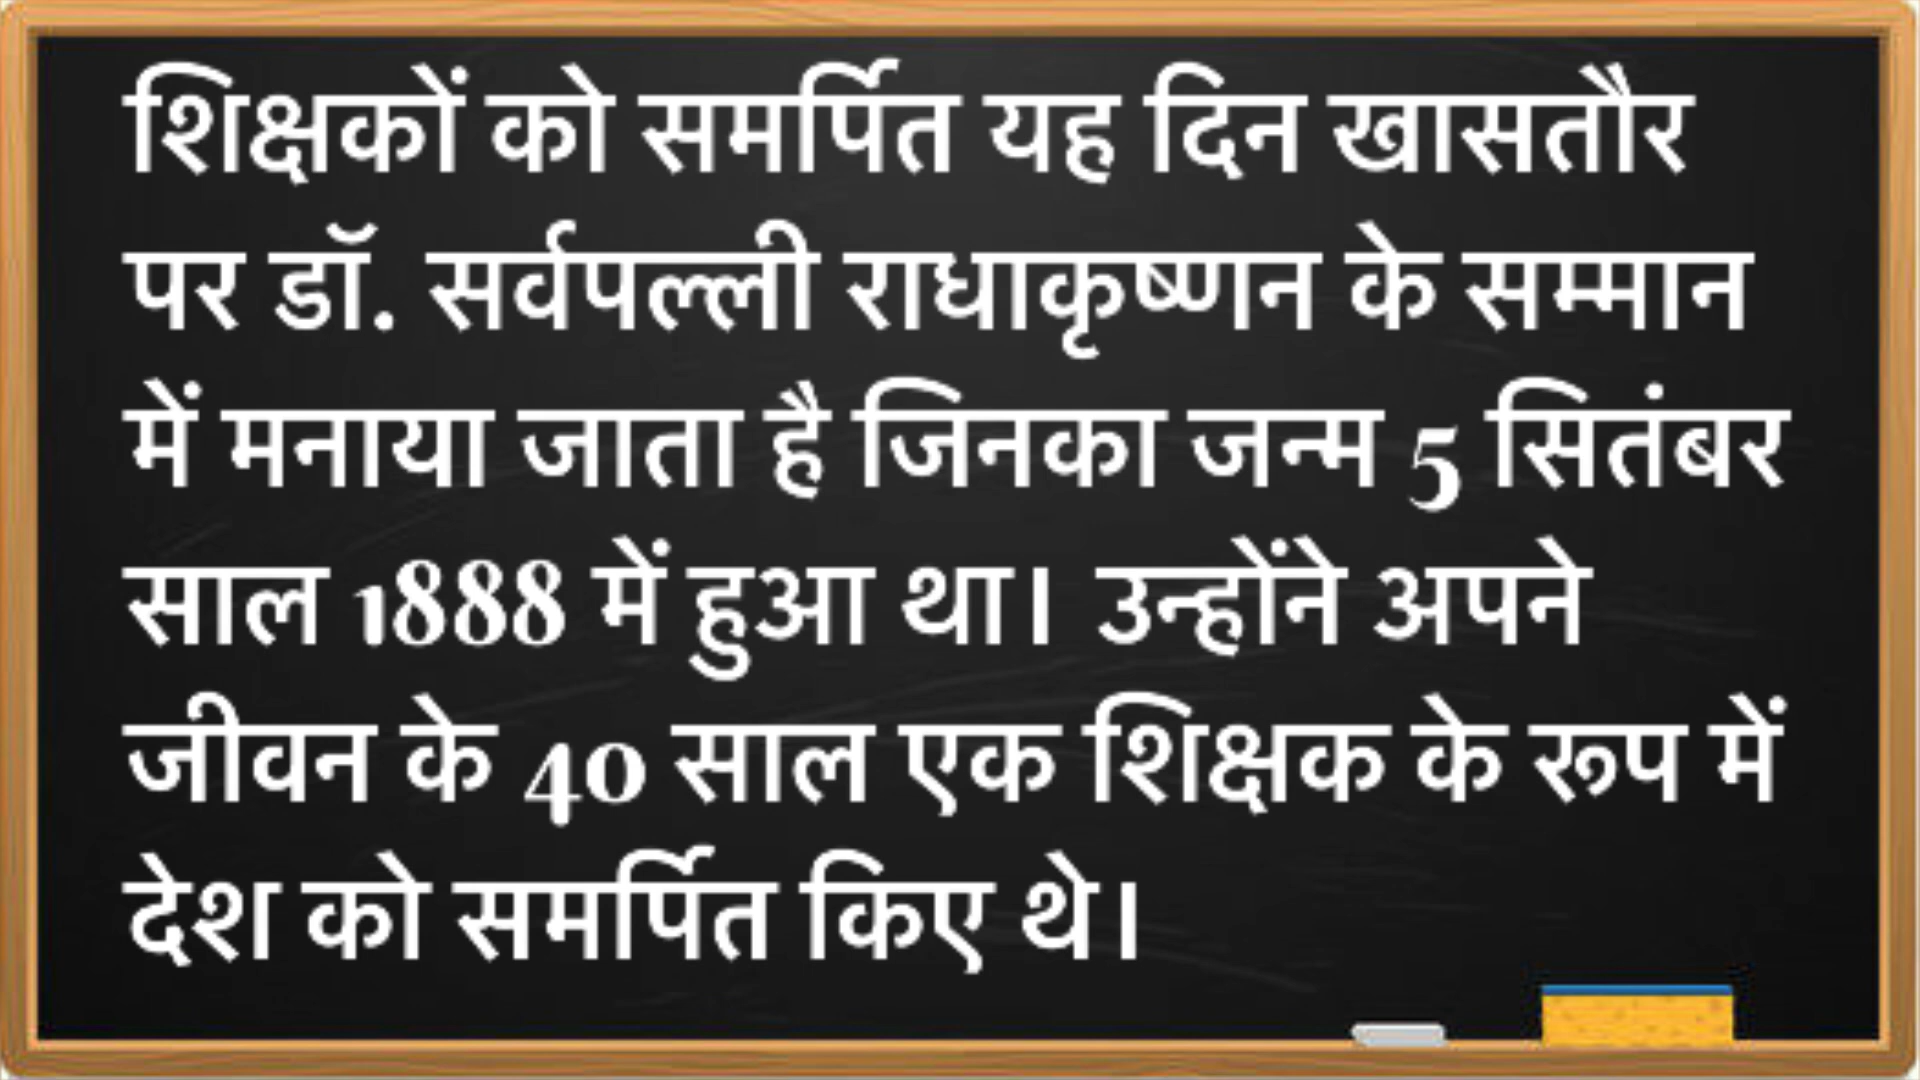 शिक्षकों को समर्पित यह दिन खासतौर
पर डॉ. सर्वपल्ली राधाकृष्णन के सम्मान
में मनाया जाता है जिनका जन्म 5 सितंबर
साल 1888 में हुआ था। उन्होंने अपने
जीवन के 40 साल एक शिक्षक के रूप में
देश को समर्पित किए थे।